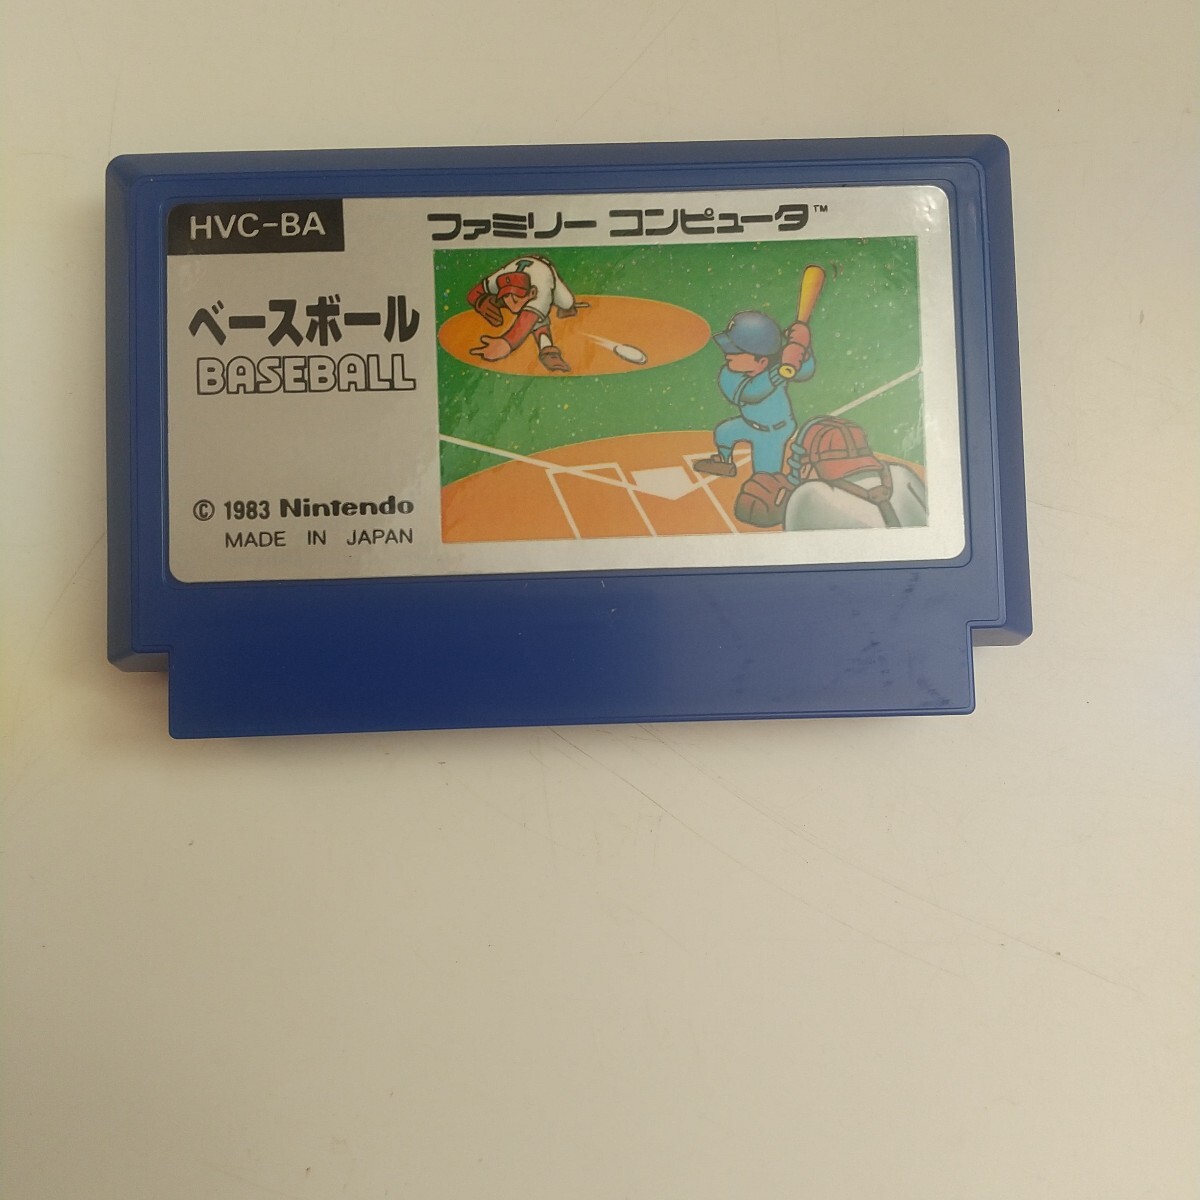 HVC-BA
ファミリー コンピュータ™
ベースボール
BASEBALL
© 1983 Nintendo
MADE IN JAPAN